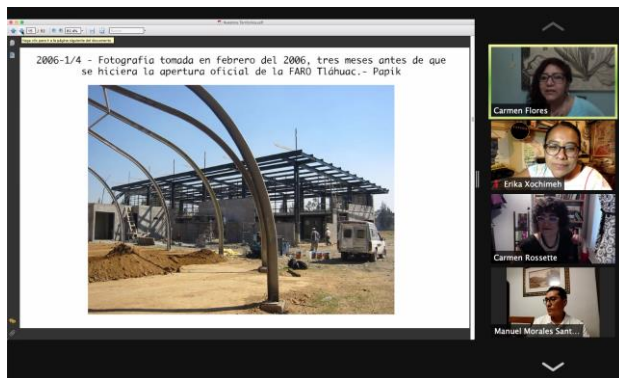 2006-1/4 - Fotografía tomada en febrero del 2006, tres meses antes de que
se hiciera la apertura oficial de la FARO Tláhuac.- Papik
Carmen Flores
Erika Xochimeh
Carmen Rossette
Manuel Morales Sant...